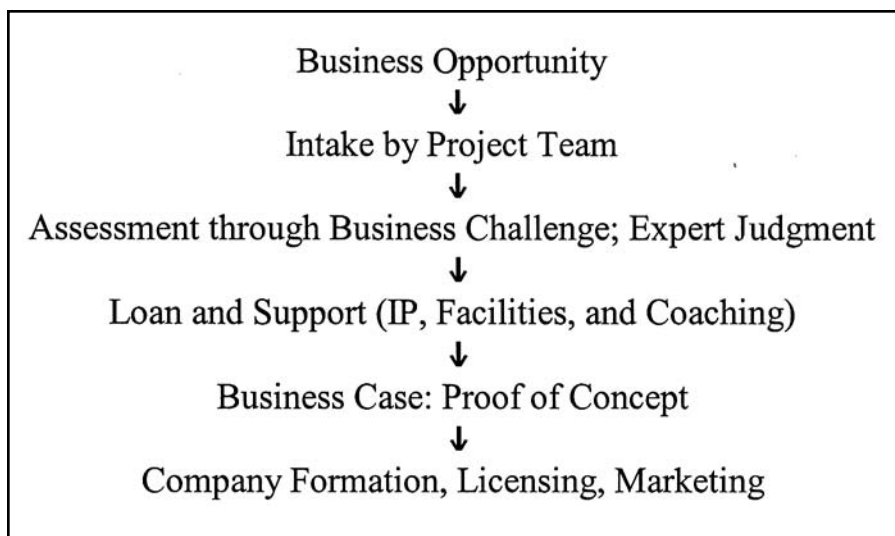 Business Opportunity
↓
Intake by Project Team
↓
Assessment through Business Challenge; Expert Judgment
↓
Loan and Support (IP, Facilities, and Coaching)
↓
Business Case: Proof of Concept
↓
Company Formation, Licensing, Marketing